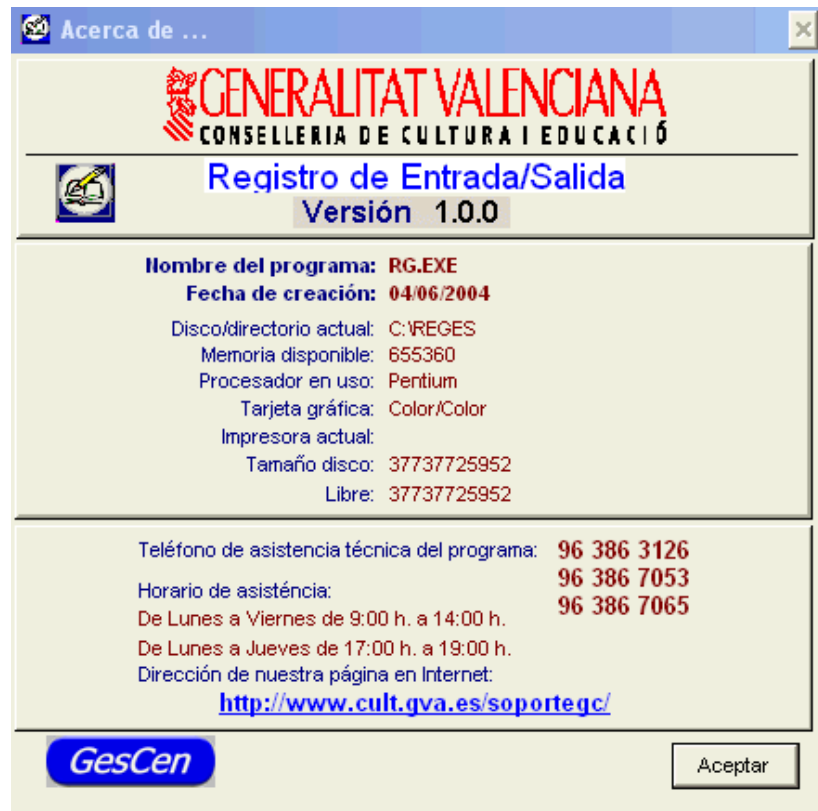 Acerca de ...
GENERALITAT VALENCIANA
CONSELLERIA DE CULTURA I EDUCACIÓ
Registro de Entrada/Salida
Versión 1.0.0
Nombre del programa: RG.EXE
Fecha de creación: 04/06/2004
Disco/directorio actual: C:\REGES
Memoria disponible: 655360
Procesador en uso: Pentium
Tarjeta gráfica: Color/Color
Impresora actual:
Tamaño disco: 37737725952
Libre: 37737725952
Teléfono de asistencia técnica del programa: 96 386 3126
96 386 7053
Horario de asisténcia:
96 386 7065
De Lunes a Viernes de 9:00 h. a 14:00 h.
De Lunes a Jueves de 17:00 h. a 19:00 h.
Dirección de nuestra página en Internet:
http://www.cult.gva.es/soportegc/
GesCen
Aceptar